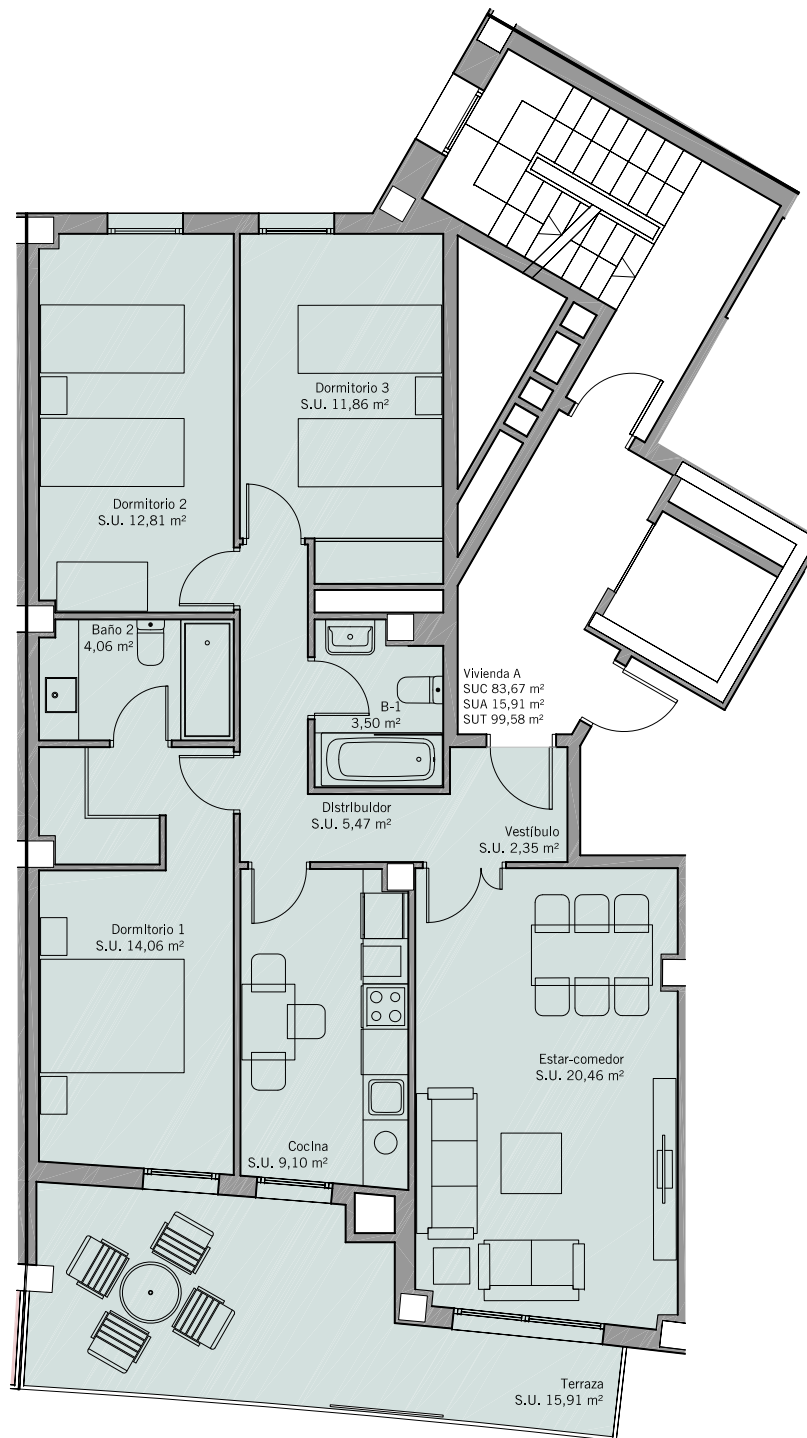 Dormitorio 3
S.U. 11,86 m²
Dormitorio 2
S.U. 12,81 m²
Baño 2
4,06 m²
B-1
3,50 m²
Vivienda A
SUC 83,67 m²
SUA 15,91 m²
SUT 99,58 m²
Distribuidor
S.U. 5,47 m²
Vestíbulo
S.U. 2,35 m²
Dormitorio 1
S.U. 14,06 m²
Estar-comedor
S.U. 20,46 m²
Cocina
S.U. 9,10 m²
Terraza
S.U. 15,91 m²